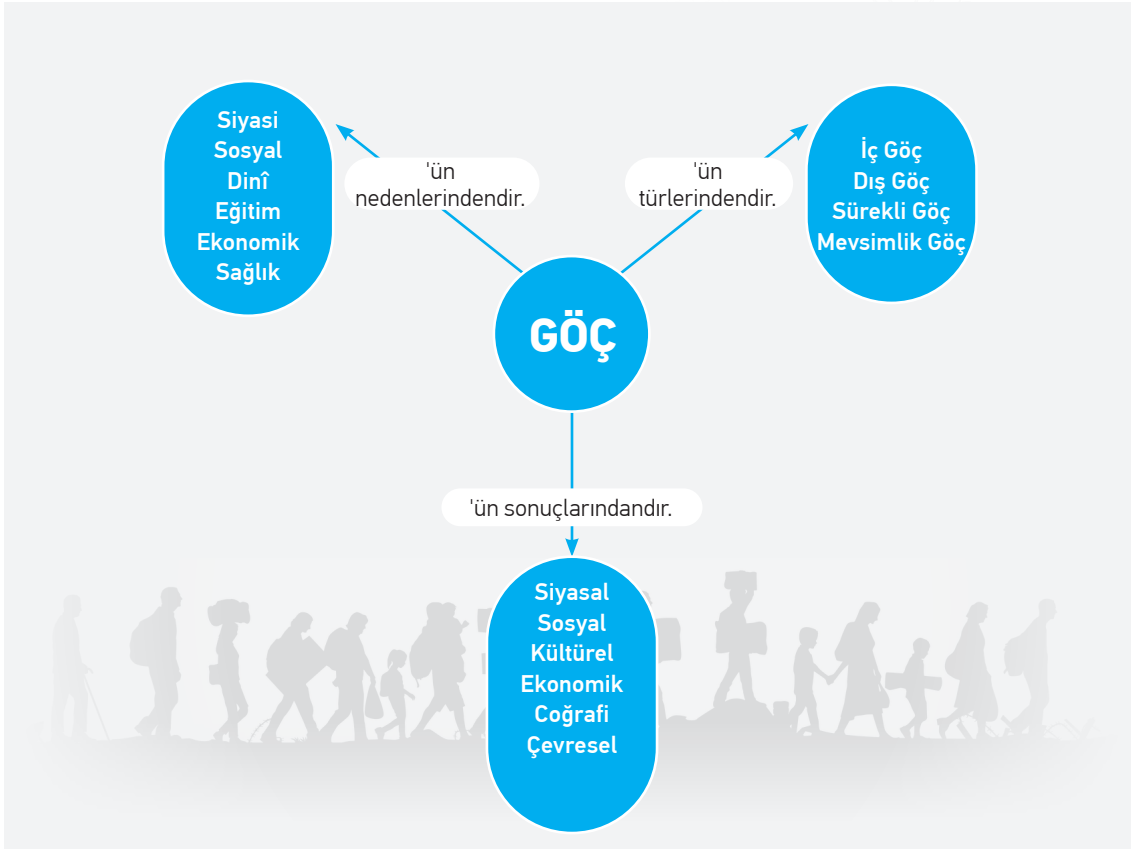 Siyasi
Sosyal
Dinî
Eğitim
Ekonomik
Sağlık
'ün
nedenlerindendir.
'ün
türlerindendir.
İç Göç
Dış Göç
Sürekli Göç
Mevsimlik Göç
GÖÇ
'ün sonuçlarındandır.
Siyasal
Sosyal
Kültürel
Ekonomik
Coğrafi
Çevresel